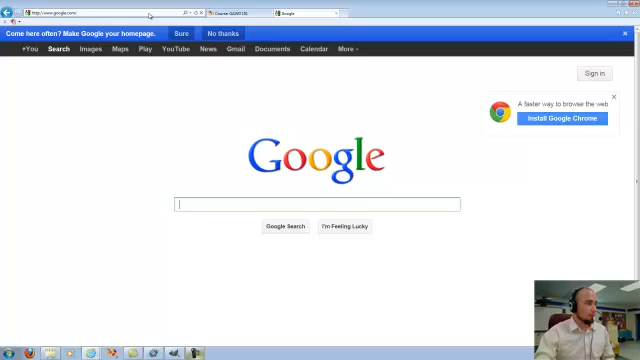 http://www.google.com/
Google
Come here often? Make Google your homepage.
Sure
No thanks
+You Search Images Maps Play YouTube News Gmail Documents Calendar More
Sign in
A faster way to browse the web
Install Google Chrome
Google
Google Search
I'm Feeling Lucky